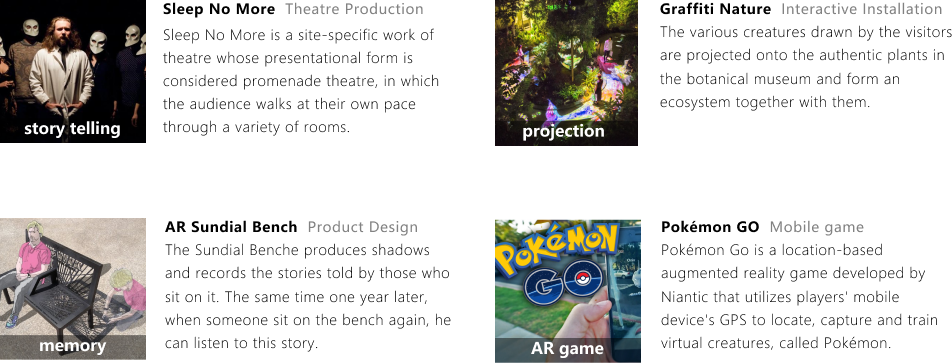 Sleep No More Theatre Production
Sleep No More is a site-specific work of
theatre whose presentational form is
considered promenade theatre, in which
the audience walks at their own pace
through a variety of rooms.
story telling
Graffiti Nature Interactive Installation
The various creatures drawn by the visitors
are projected onto the authentic plants in
the botanical museum and form an
ecosystem together with them.
projection
AR Sundial Bench Product Design
The Sundial Benche produces shadows
and records the stories told by those who
sit on it. The same time one year later,
when someone sit on the bench again, he
can listen to this story.
memory
Pokémon GO Mobile game
Pokémon Go is a location-based
augmented reality game developed by
Niantic that utilizes players' mobile
device's GPS to locate, capture and train
virtual creatures, called Pokémon.
POKéMON
GO
AR game